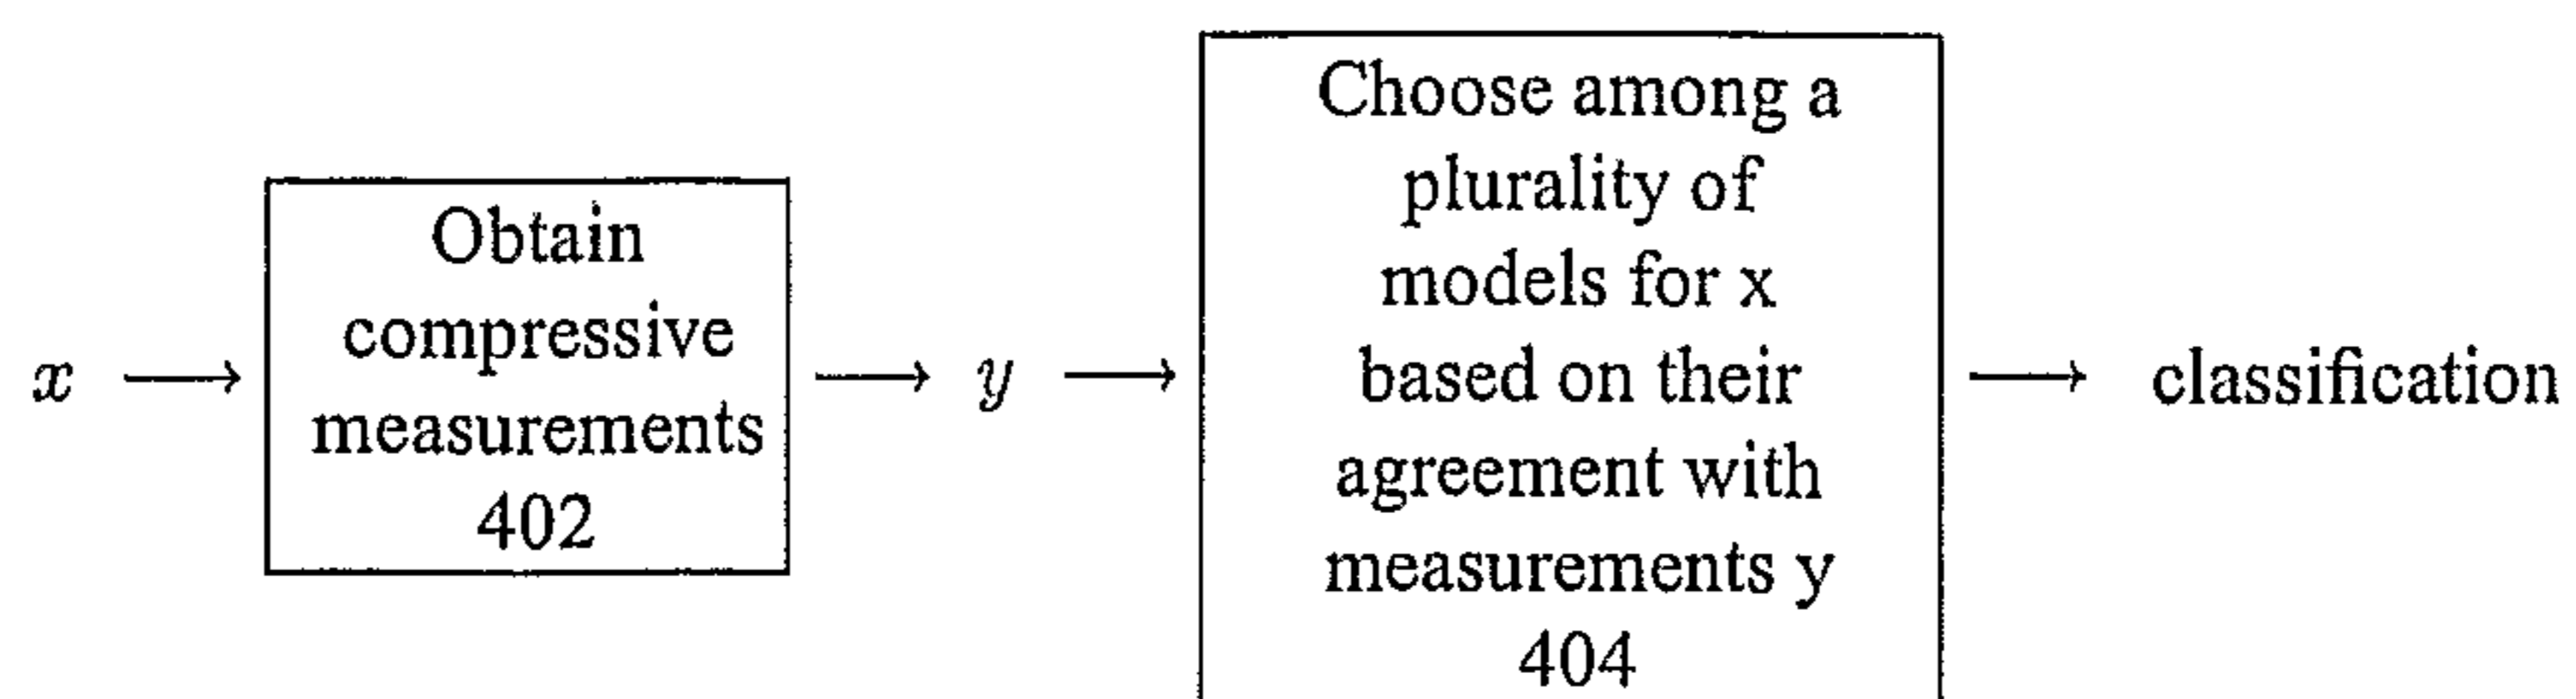 x
Obtain
compressive
measurements
402
y
Choose among a
plurality of
models for x
based on their
agreement with
measurements y
404
classification